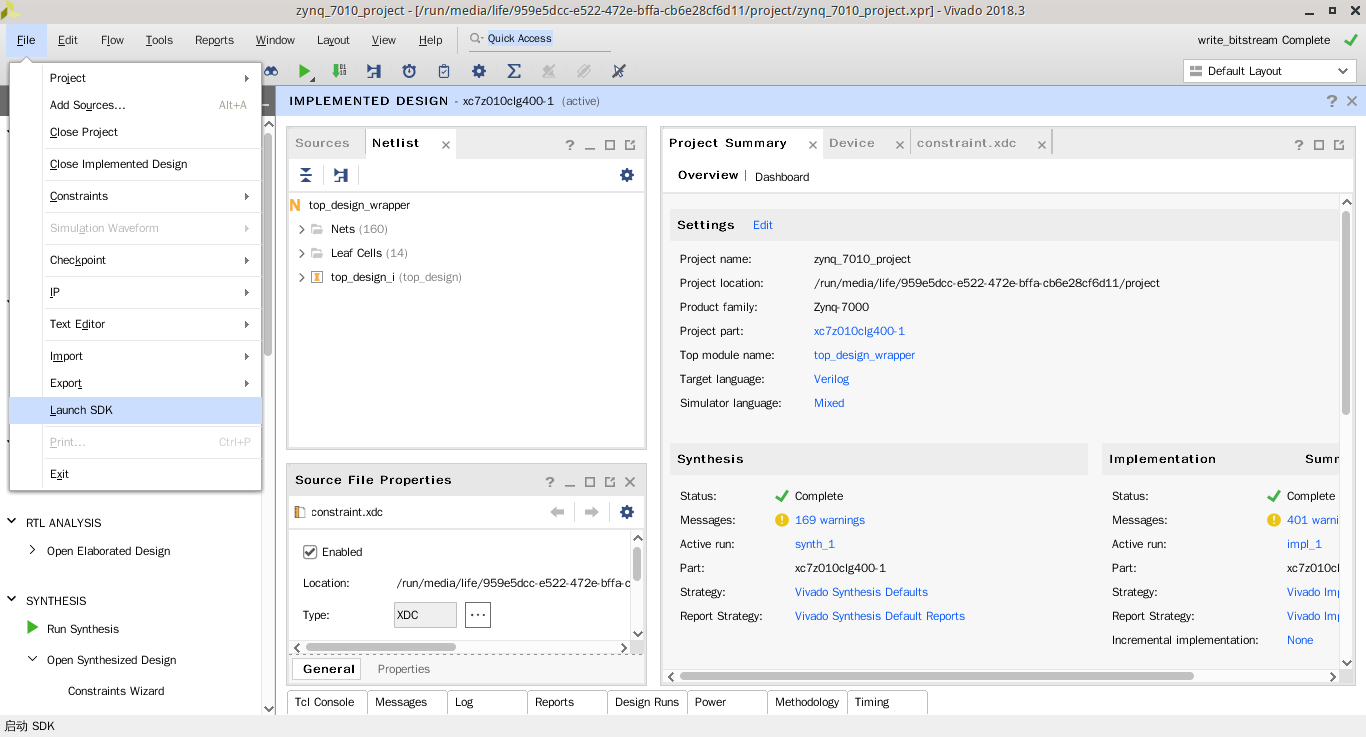 zynq_7010_project - [/run/media/life/959e5dcc-e522-472e-bffa-cb6e28cf6d11/project/zynq_7010_project.xpr] - Vivado 2018.3
File Edit Flow Tools Reports Window Layout View Help Quick Access write_bitstream Complete
Default Layout
Project
Add Sources... Alt+A
Close Project
Close Implemented Design
Constraints
Simulation Waveform
Checkpoint
IP
Text Editor
Import
Export
Launch SDK
Print... Ctrl+P
Exit
RTL ANALYSIS
Open Elaborated Design
SYNTHESIS
Run Synthesis
Open Synthesized Design
Constraints Wizard
IMPLEMENTED DESIGN - xc7z010clg400-1 (active)
Sources Netlist
top_design_wrapper
Nets (160)
Leaf Cells (14)
top_design_i (top_design)
Source File Properties
constraint.xdc
Enabled
Location: /run/media/life/959e5dcc-e522-472e-bffa-c
Type: XDC ...
General Properties
Project Summary Device constraint.xdc
Overview | Dashboard
Settings Edit
Project name: zynq_7010_project
Project location: /run/media/life/959e5dcc-e522-472e-bffa-cb6e28cf6d11/project
Product family: Zynq-7000
Project part: xc7z010clg400-1
Top module name: top_design_wrapper
Target language: Verilog
Simulator language: Mixed
Synthesis
Status: Complete
Messages: 169 warnings
Active run: synth_1
Part: xc7z010clg400-1
Strategy: Vivado Synthesis Defaults
Report Strategy: Vivado Synthesis Default Reports
Implementation Summ
Status: Complete
Messages: 401 warni
Active run: impl_1
Part: xc7z010cl
Strategy: Vivado Imp
Report Strategy: Vivado Imp
Incremental implementation: None
Tcl Console Messages Log Reports Design Runs Power Methodology Timing
启动 SDK